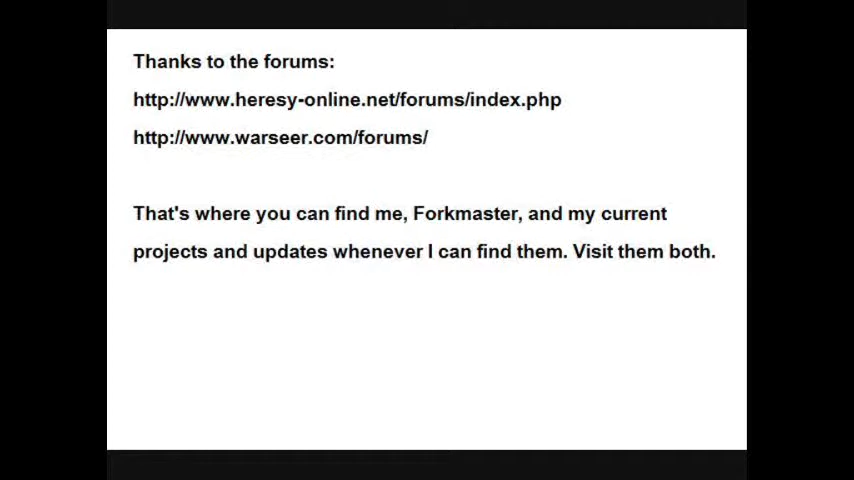 Thanks to the forums:
http://www.heresy-online.net/forums/index.php
http://www.warseer.com/forums/
That's where you can find me, Forkmaster, and my current
projects and updates whenever I can find them. Visit them both.